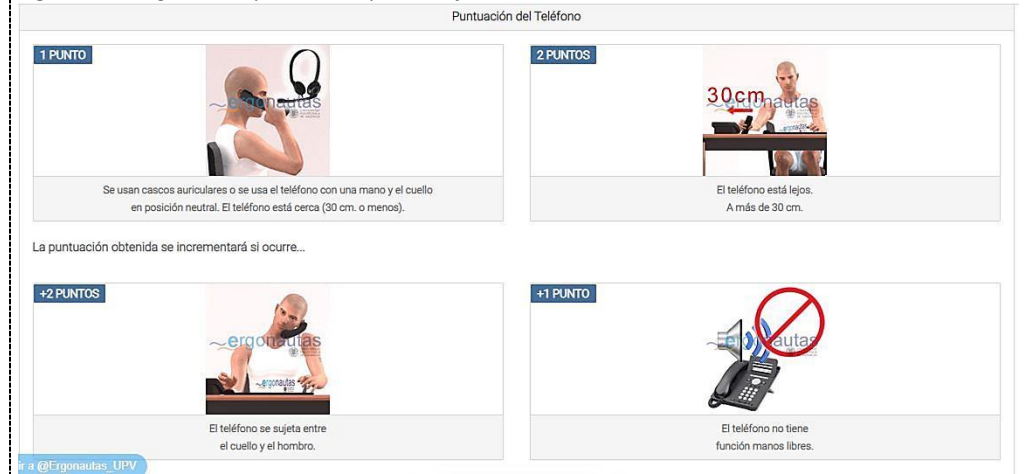 Puntuación del Teléfono
1 PUNTO
ergonautas
Se usan cascos auriculares o se usa el teléfono con una mano y el cuello
en posición neutral. El teléfono está cerca (30 cm. o menos).
2 PUNTOS
30cm
ergonautas
El teléfono está lejos.
A más de 30 cm.
La puntuación obtenida se incrementará si ocurre...
+2 PUNTOS
ergonautas
ergonautas
El teléfono se sujeta entre
el cuello y el hombro.
+1 PUNTO
ergonautas
El teléfono no tiene
función manos libres.
ir a @Ergonautas_UPV